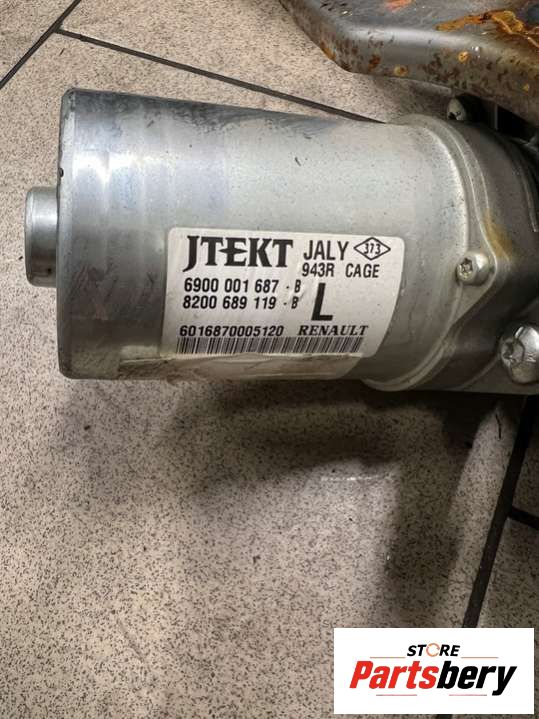 JTEKT JALY 373
943R CAGE
6900 001 687 - B
8200 689 119 - B L
6016870005120 RENAULT
STORE
Partsbery